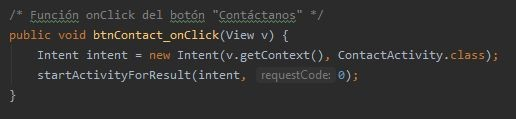 /* Función onClick del botón "Contáctanos" */
public void btnContact_onClick(View v) {
Intent intent = new Intent(v.getContext(), ContactActivity.class);
startActivityForResult(intent, requestCode: 0);
}